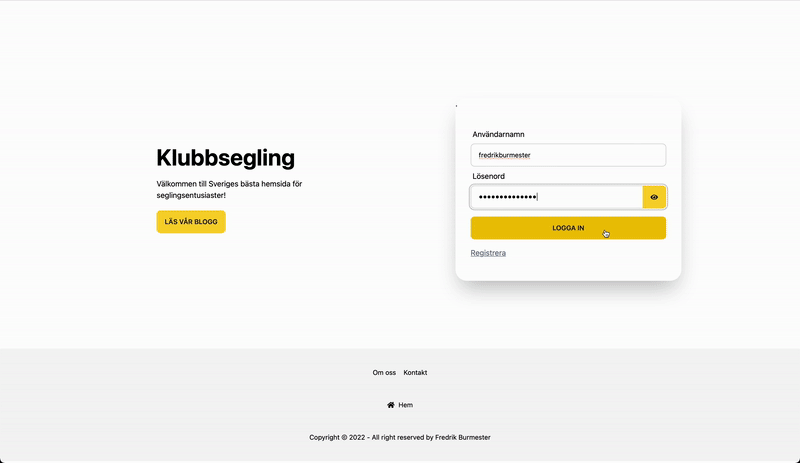 Klubbsegling
Välkommen till Sveriges bästa hemsida för
seglingsentusiaster!
LÄS VÅR BLOGG
Användarnamn
fredrikburmester
Lösenord
••••••••••••••
LOGGA IN
Registrera
Om oss Kontakt
Hem
Copyright © 2022 - All right reserved by Fredrik Burmester